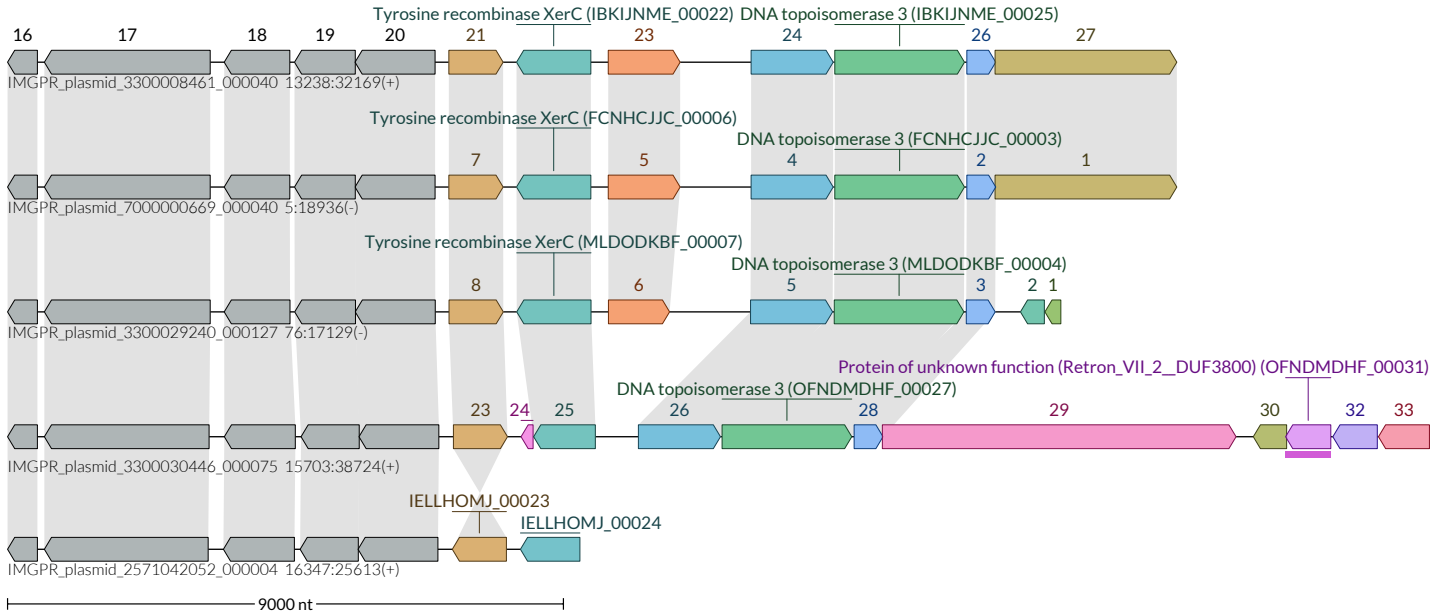 Tyrosine recombinase XerC (IBKIJNME_00022) DNA topoisomerase 3 (IBKIJNME_00025)
16 17 18 19 20 21 23 24 26 27
IMGPR_plasmid_3300008461_000040 13238:32169(+)
Tyrosine recombinase XerC (FCNHCJJC_00006)
DNA topoisomerase 3 (FCNHCJJC_00003)
7 5 4 2 1
IMGPR_plasmid_7000000669_000040 5:18936(-)
Tyrosine recombinase XerC (MLDODKBF_00007)
DNA topoisomerase 3 (MLDODKBF_00004)
8 6 5 3 2 1
IMGPR_plasmid_3300029240_000127 76:17129(-)
Protein of unknown function (Retron_VII_2__DUF3800) (OFNDMDHF_00031)
DNA topoisomerase 3 (OFNDMDHF_00027)
23 24 25 26 28 29 30 32 33
IMGPR_plasmid_3300030446_000075 15703:38724(+)
IELLHOMJ_00023
IELLHOMJ_00024
IMGPR_plasmid_2571042052_000004 16347:25613(+)
9000 nt